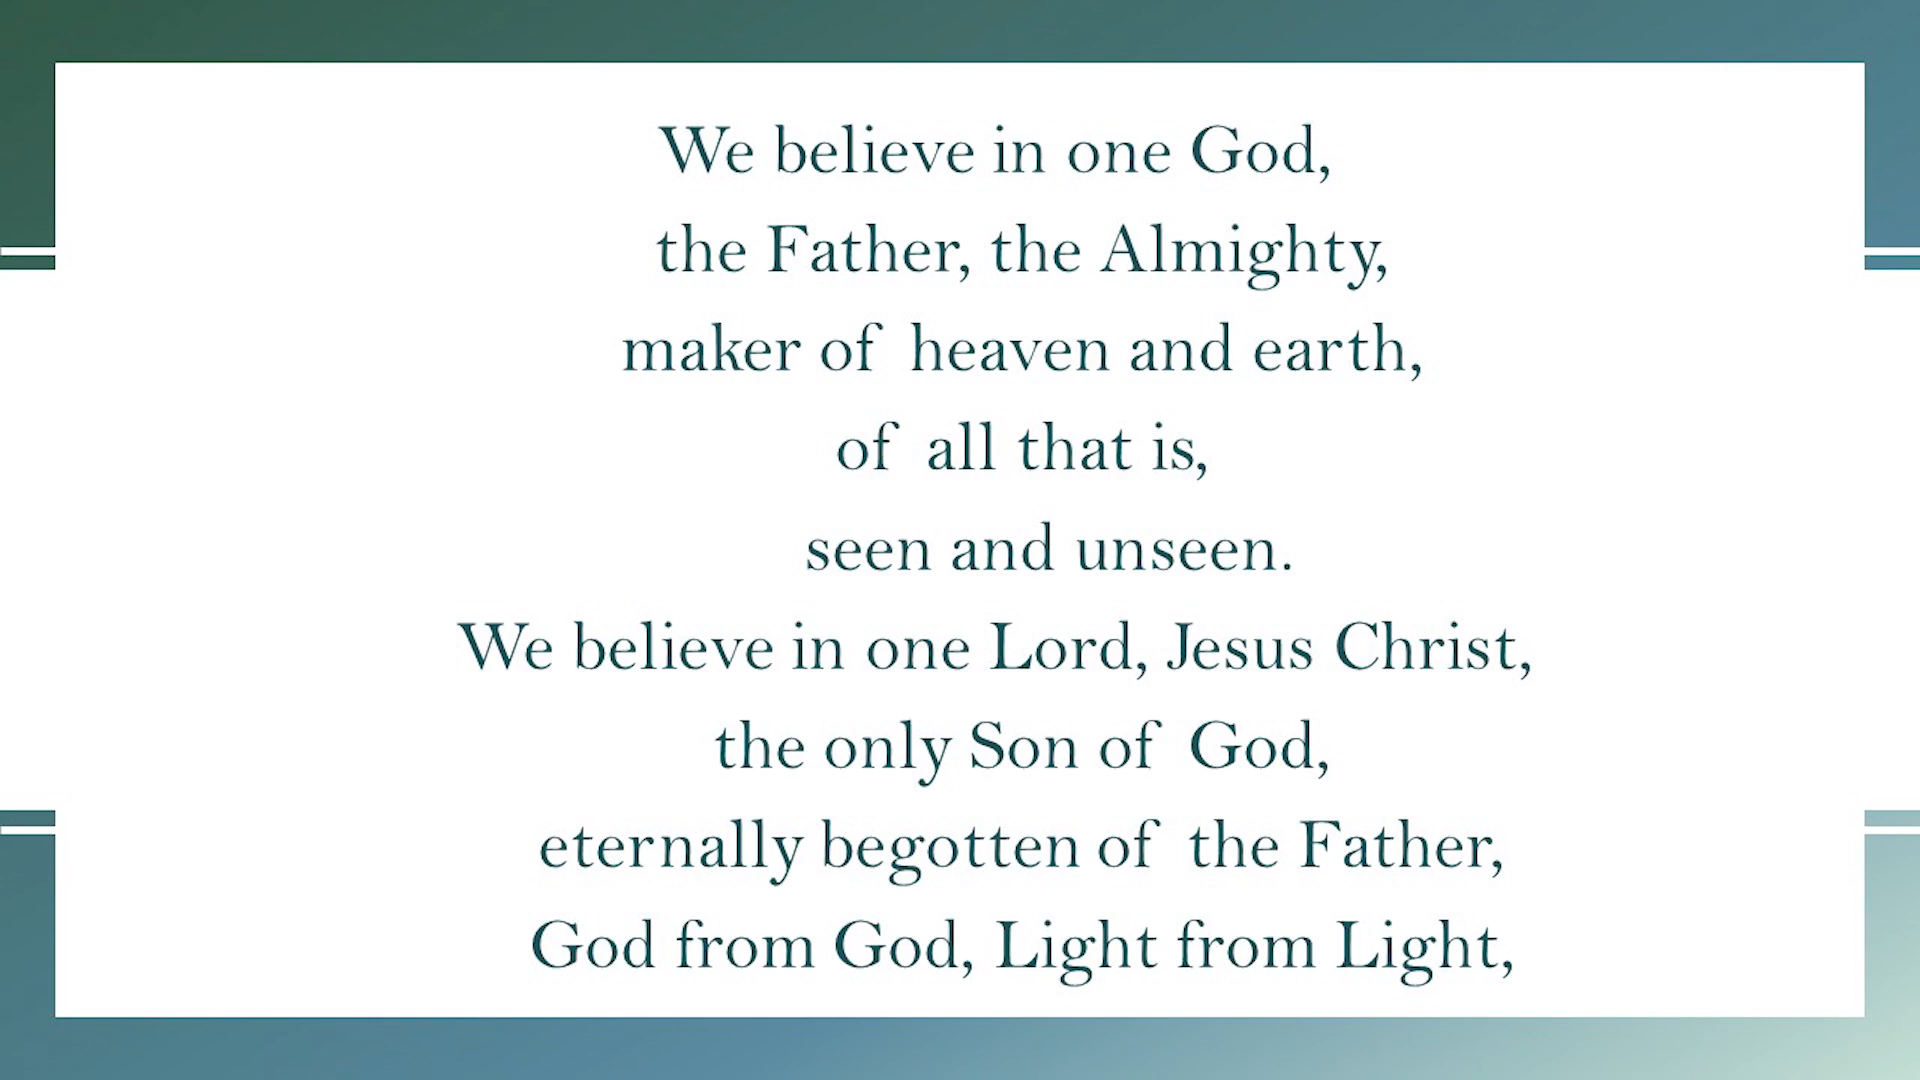 We believe in one God,
the Father, the Almighty,
maker of heaven and earth,
of all that is,
seen and unseen.
We believe in one Lord, Jesus Christ,
the only Son of God,
eternally begotten of the Father,
God from God, Light from Light,